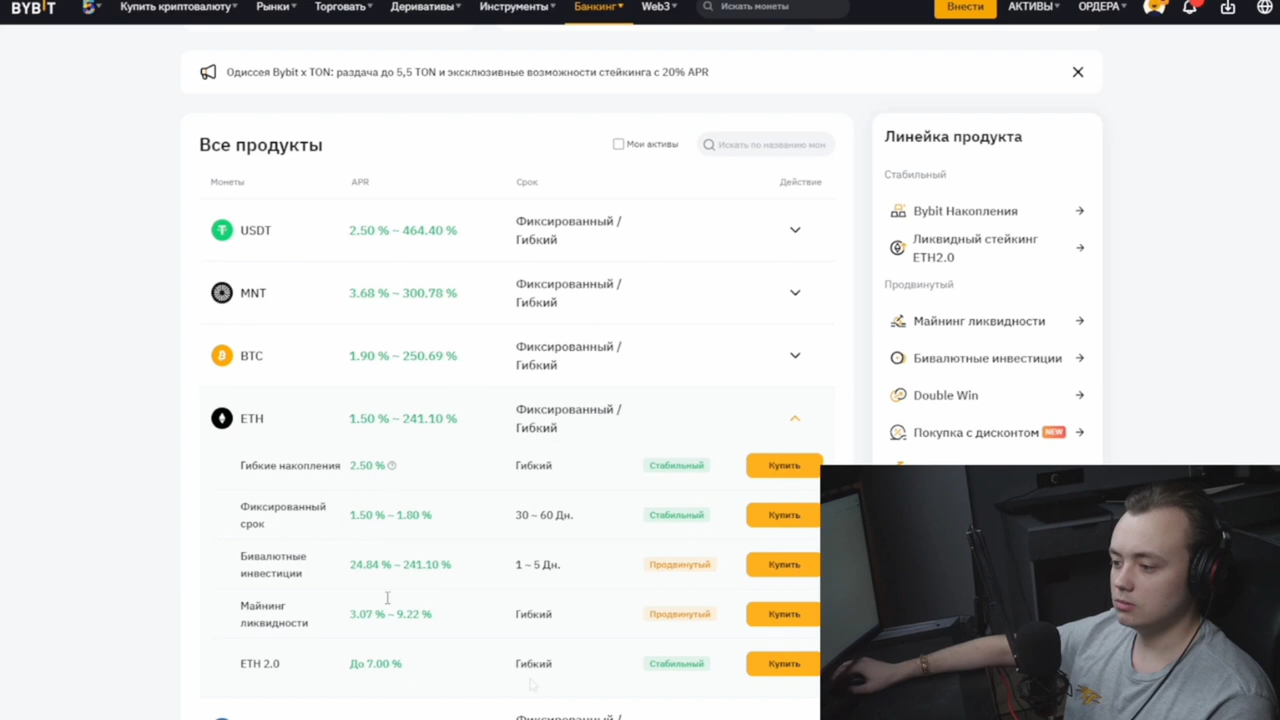 BYBIT Купить криптовалюту Рынки Торговать Деривативы Инструменты Банкинг Web3 Искать монеты Внести АКТИВЫ ОРДЕРА
Одиссея Bybit x TON: раздача до 5,5 TON и эксклюзивные возможности стейкинга с 20% APR
Все продукты
Мои активы
Искать по названию мон
Монеты APR Срок Действие
USDT 2.50 % ~ 464.40 % Фиксированный /
Гибкий
MNT 3.68 % ~ 300.78 % Фиксированный /
Гибкий
BTC 1.90 % ~ 250.69 % Фиксированный /
Гибкий
ETH 1.50 % ~ 241.10 % Фиксированный /
Гибкий
Гибкие накопления 2.50 % Гибкий Стабильный Купить
Фиксированный
срок 1.50 % ~ 1.80 % 30 ~ 60 Дн. Стабильный Купить
Бивалютные
инвестиции 24.84 % ~ 241.10 % 1 ~ 5 Дн. Продвинутый Купить
Майнинг
ликвидности 3.07 % ~ 9.22 % Гибкий Продвинутый Купить
ETH 2.0 До 7.00 % Гибкий Стабильный Купить
Фиксированный /
Линейка продукта
Стабильный
Bybit Накопления
Ликвидный стейкинг
ETH2.0
Продвинутый
Майнинг ликвидности
Бивалютные инвестиции
Double Win
Покупка с дисконтом NEW